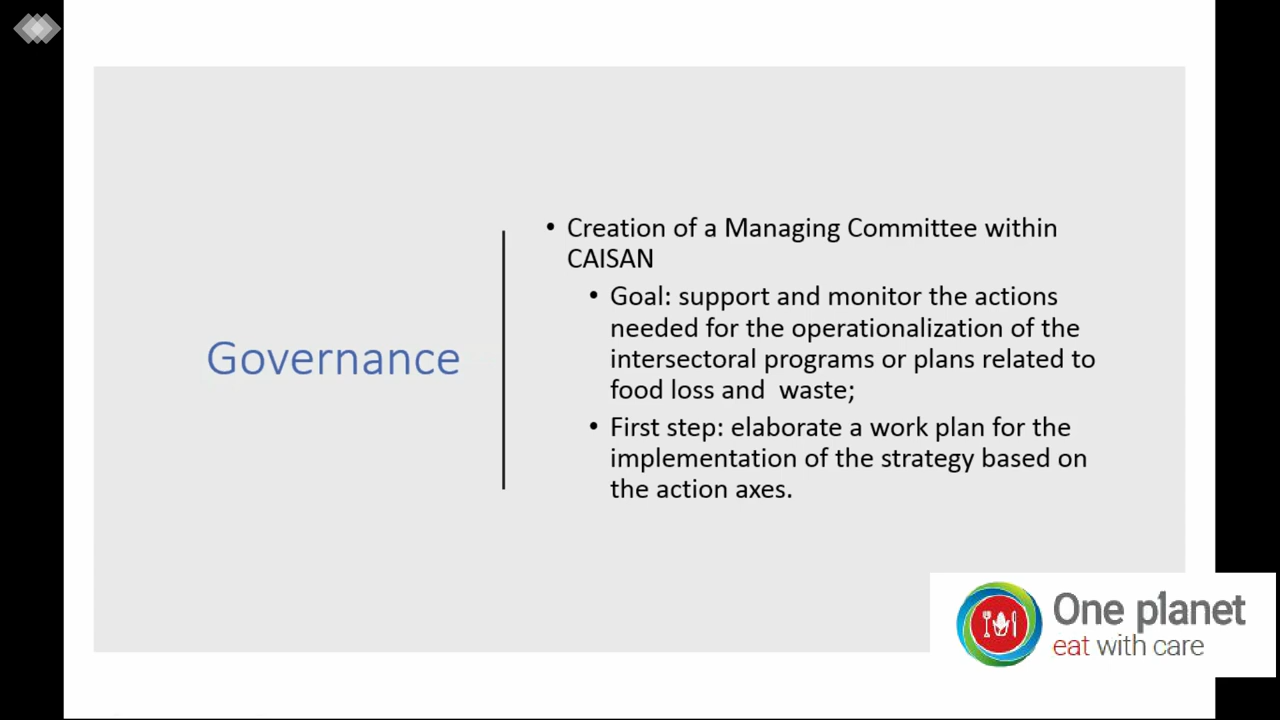 Governance
• Creation of a Managing Committee within
CAISAN
• Goal: support and monitor the actions
needed for the operationalization of the
intersectoral programs or plans related to
food loss and  waste;
• First step: elaborate a work plan for the
implementation of the strategy based on
the action axes.
One planet
eat with care